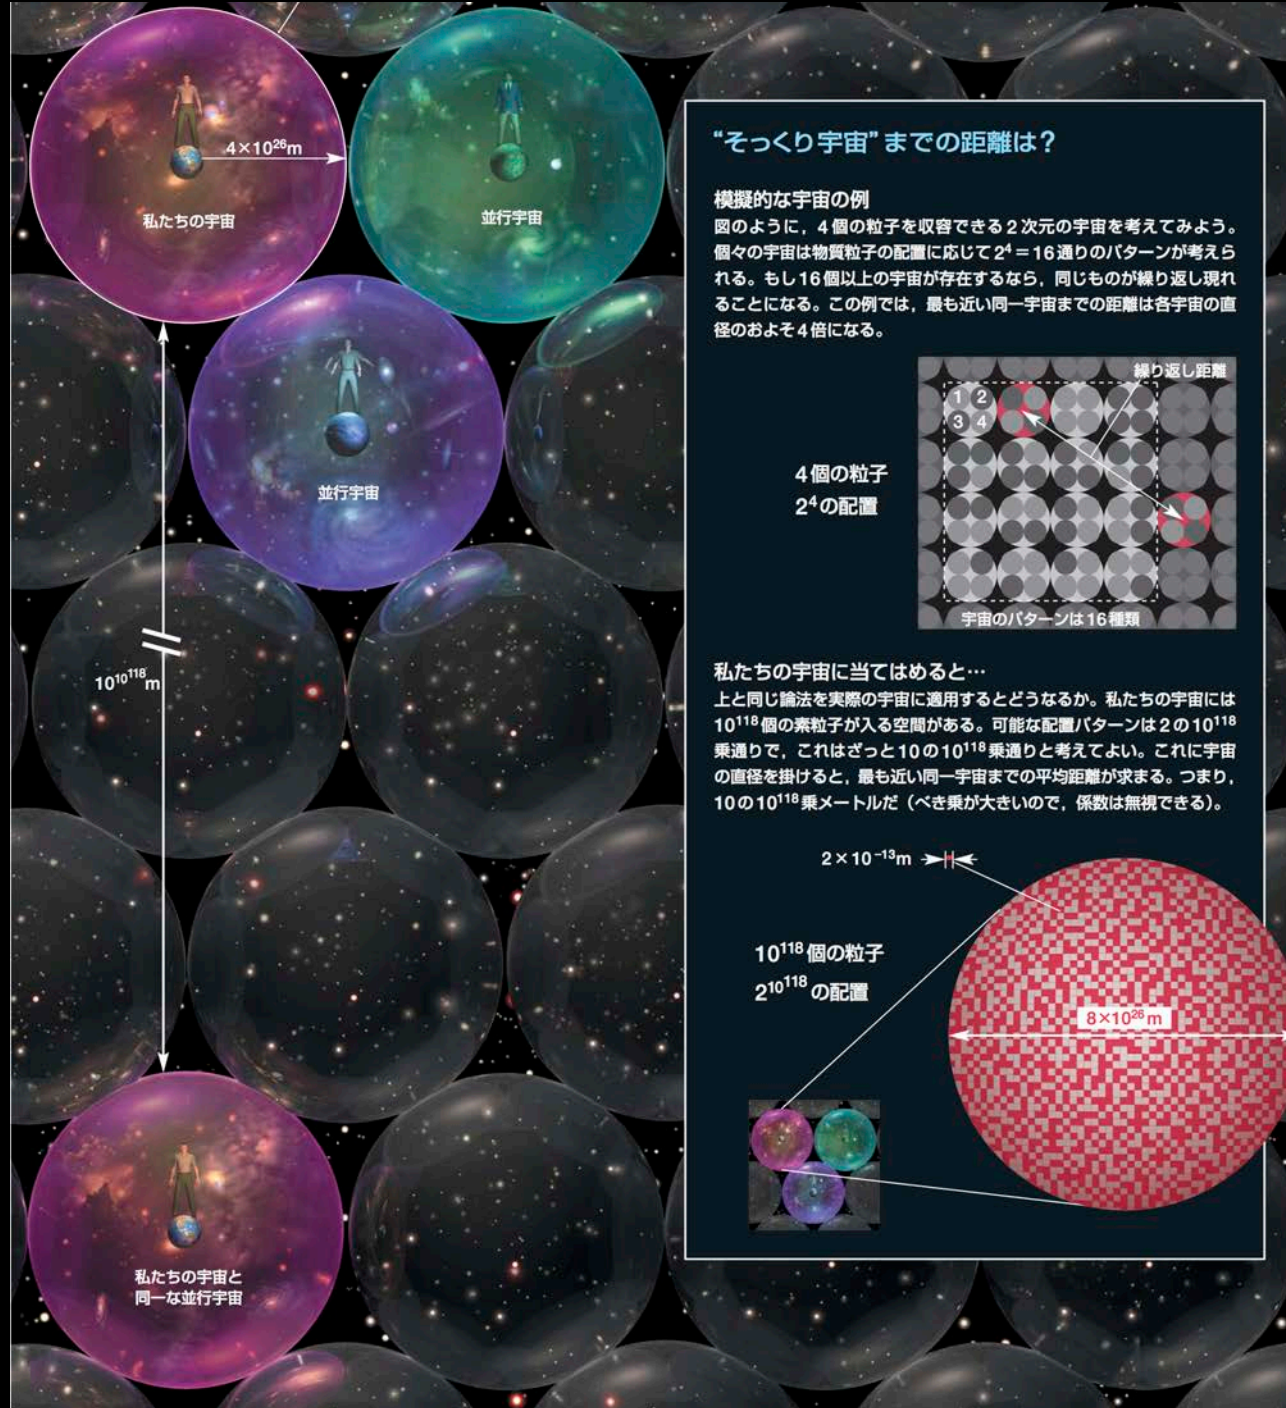 4×10²⁶m
私たちの宇宙
並行宇宙
並行宇宙
10^10^118 m
私たちの宇宙と
同一な並行宇宙
“そっくり宇宙”までの距離は？
模擬的な宇宙の例
図のように，4個の粒子を収容できる2次元の宇宙を考えてみよう。
個々の宇宙は物質粒子の配置に応じて2⁴＝16通りのパターンが考えら
れる。もし16個以上の宇宙が存在するなら，同じものが繰り返し現れ
ることになる。この例では，最も近い同一宇宙までの距離は各宇宙の直
径のおよそ4倍になる。
繰り返し距離
1 2
3 4
4個の粒子
2⁴の配置
宇宙のパターンは16種類
私たちの宇宙に当てはめると…
上と同じ論法を実際の宇宙に適用するとどうなるか。私たちの宇宙には
10¹¹⁸個の素粒子が入る空間がある。可能な配置パターンは2の10¹¹⁸
乗通りで，これはざっと10の10¹¹⁸乗通りと考えてよい。これに宇宙
の直径を掛けると，最も近い同一宇宙までの平均距離が求まる。つまり，
10の10¹¹⁸乗メートルだ（べき乗が大きいので，係数は無視できる）。
2×10⁻¹³m
10¹¹⁸個の粒子
2^10^118 の配置
8×10²⁶m